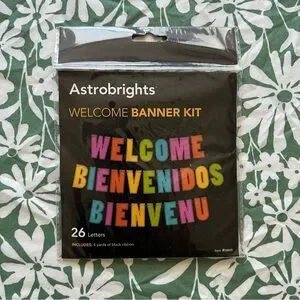 Astrobrights
WELCOME BANNER KIT
WELCOME
BIENVENIDOS
BIENVENU
26 Letters
INCLUDES: 6 yards of black ribbon